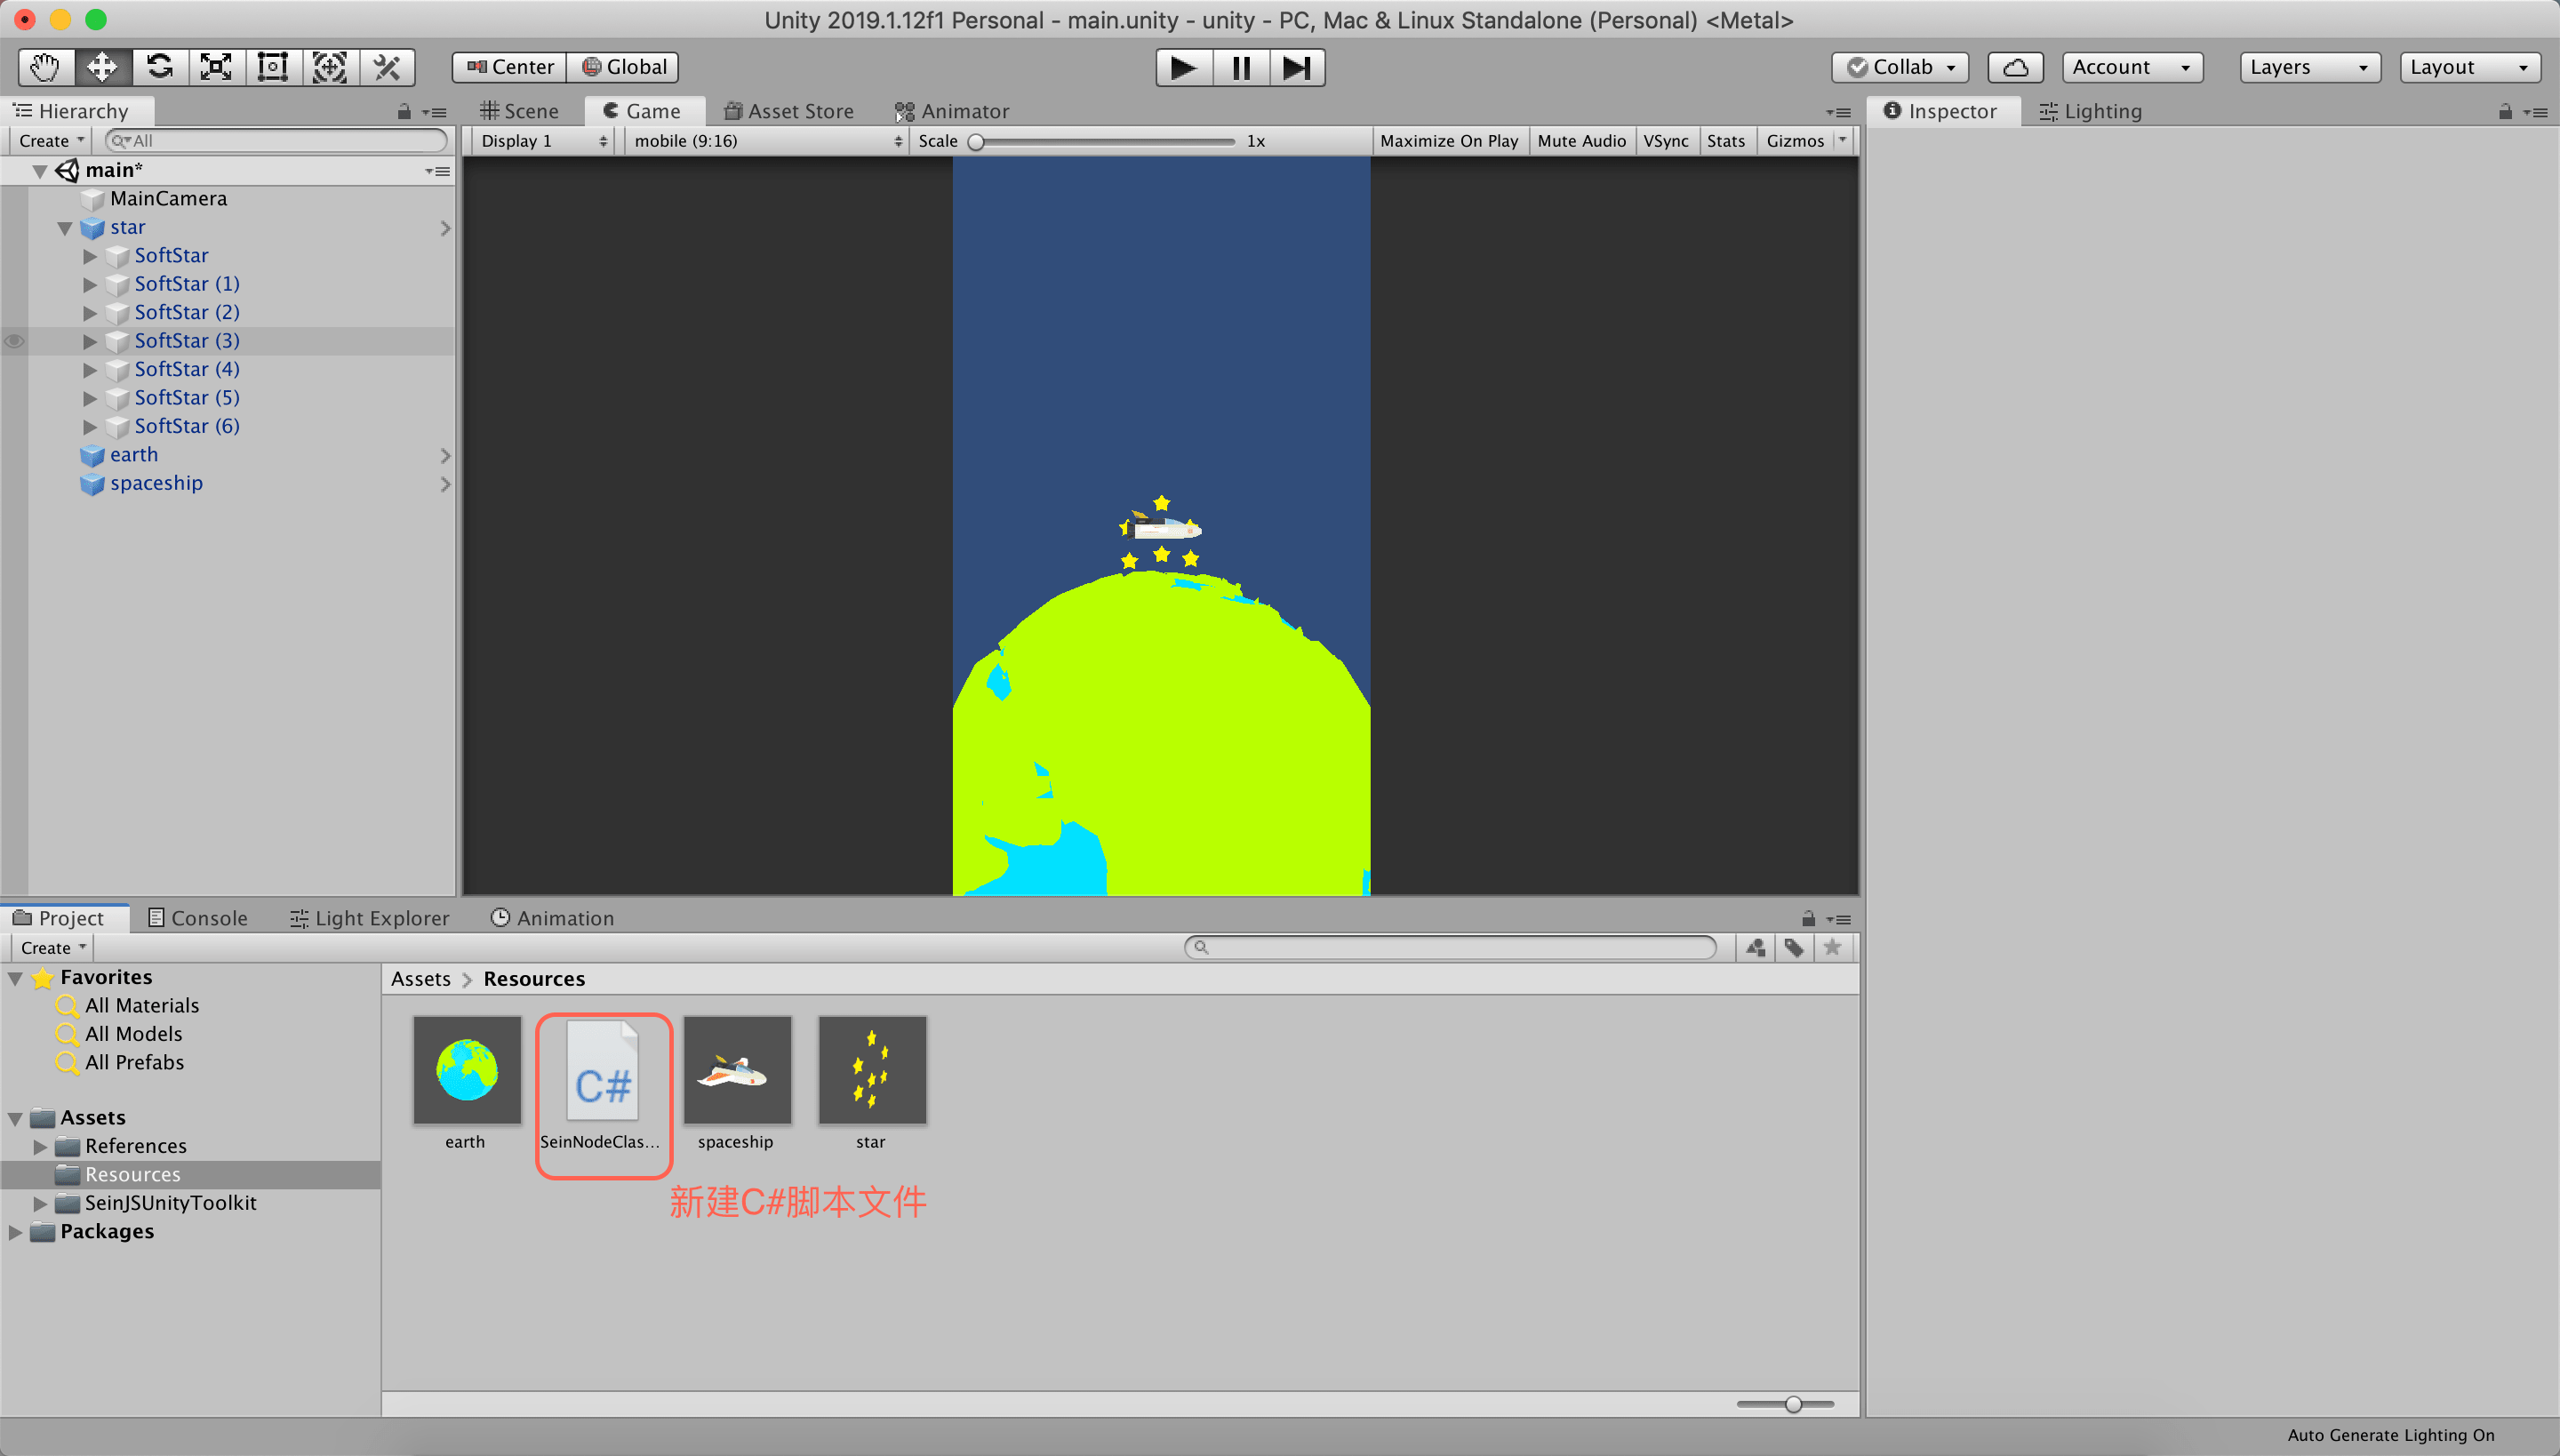 Unity 2019.1.12f1 Personal - main.unity - unity - PC, Mac & Linux Standalone (Personal) <Metal>
Center Global Collab Account Layers Layout
Hierarchy
Create All
main*
MainCamera
star
SoftStar
SoftStar (1)
SoftStar (2)
SoftStar (3)
SoftStar (4)
SoftStar (5)
SoftStar (6)
earth
spaceship
Scene Game Asset Store Animator
Display 1 mobile (9:16) Scale 1x Maximize On Play Mute Audio VSync Stats Gizmos
Inspector Lighting
Project Console Light Explorer Animation
Create
Favorites
All Materials
All Models
All Prefabs
Assets
References
Resources
SeinJSUnityToolkit
Packages
Assets > Resources
C#
earth SeinNodeClas... spaceship star
新建C#脚本文件
Auto Generate Lighting On